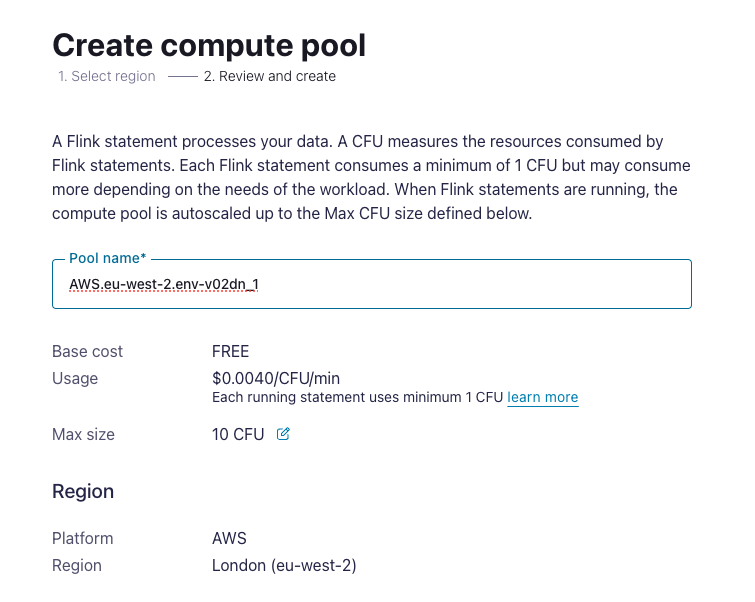 Create compute pool
1. Select region 2. Review and create
A Flink statement processes your data. A CFU measures the resources consumed by
Flink statements. Each Flink statement consumes a minimum of 1 CFU but may consume
more depending on the needs of the workload. When Flink statements are running, the
compute pool is autoscaled up to the Max CFU size defined below.
Pool name*
AWS.eu-west-2.env-v02dn_1
Base cost FREE
Usage $0.0040/CFU/min
Each running statement uses minimum 1 CFU learn more
Max size 10 CFU
Region
Platform AWS
Region London (eu-west-2)